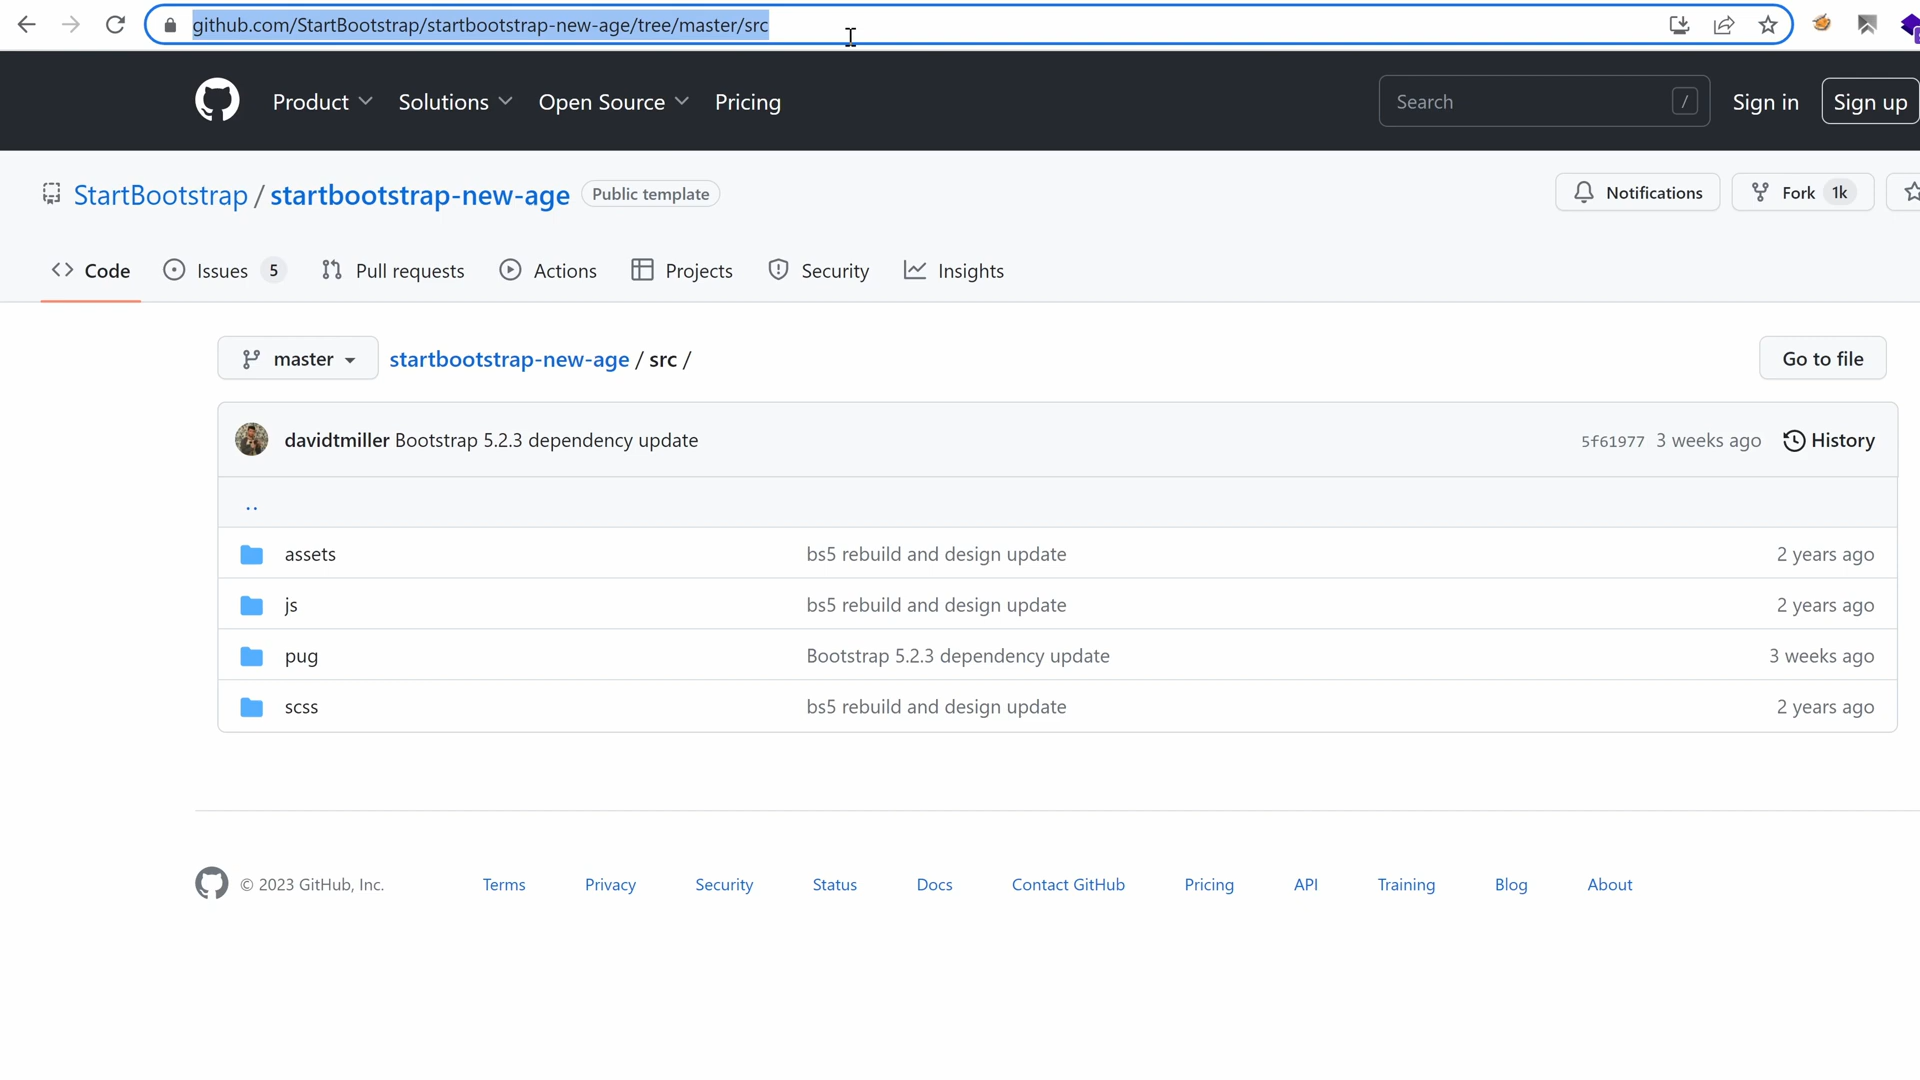 github.com/StartBootstrap/startbootstrap-new-age/tree/master/src
Product Solutions Open Source Pricing Search / Sign in Sign up
StartBootstrap / startbootstrap-new-age Public template Notifications Fork 1k
Code Issues 5 Pull requests Actions Projects Security Insights
master startbootstrap-new-age / src / Go to file
davidtmiller Bootstrap 5.2.3 dependency update 5f61977 3 weeks ago History
..
assets bs5 rebuild and design update 2 years ago
js bs5 rebuild and design update 2 years ago
pug Bootstrap 5.2.3 dependency update 3 weeks ago
scss bs5 rebuild and design update 2 years ago
© 2023 GitHub, Inc. Terms Privacy Security Status Docs Contact GitHub Pricing API Training Blog About